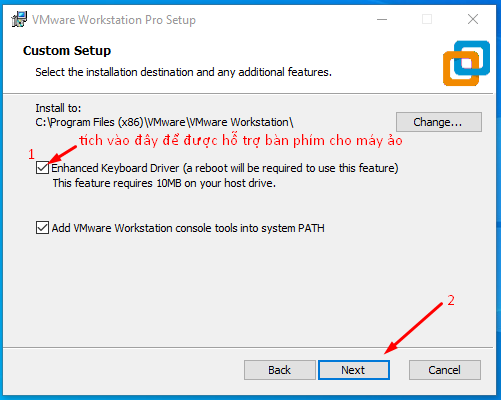 VMware Workstation Pro Setup
Custom Setup
Select the installation destination and any additional features.
Install to:
C:\Program Files (x86)\VMware\VMware Workstation\
Change...
tích vào đây để được hỗ trợ bàn phím cho máy ảo
1
Enhanced Keyboard Driver (a reboot will be required to use this feature)
This feature requires 10MB on your host drive.
Add VMware Workstation console tools into system PATH
2
Back
Next
Cancel